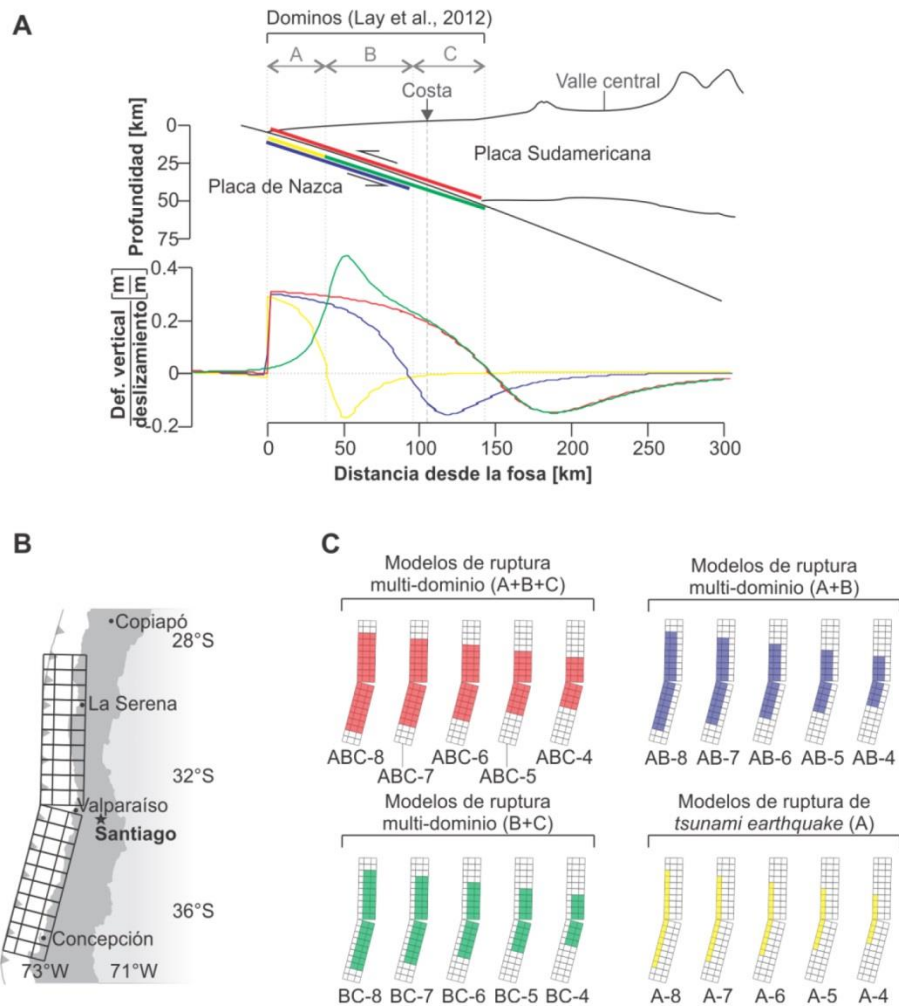 A
Dominos (Lay et al., 2012)
A B C
Costa
Valle central
Profundidad [km]
0
25
50
75
Placa Sudamericana
Placa de Nazca
Def. vertical [m]
deslizamiento [m]
0.4
0.2
0
-0.2
0 50 100 150 200 250 300
Distancia desde la fosa [km]
B
Copiapó
28°S
La Serena
32°S
Valparaíso
Santiago
36°S
Concepción
73°W 71°W
C
Modelos de ruptura
multi-dominio (A+B+C)
ABC-8 ABC-7 ABC-6 ABC-5 ABC-4
Modelos de ruptura
multi-dominio (A+B)
AB-8 AB-7 AB-6 AB-5 AB-4
Modelos de ruptura
multi-dominio (B+C)
BC-8 BC-7 BC-6 BC-5 BC-4
Modelos de ruptura de
tsunami earthquake (A)
A-8 A-7 A-6 A-5 A-4